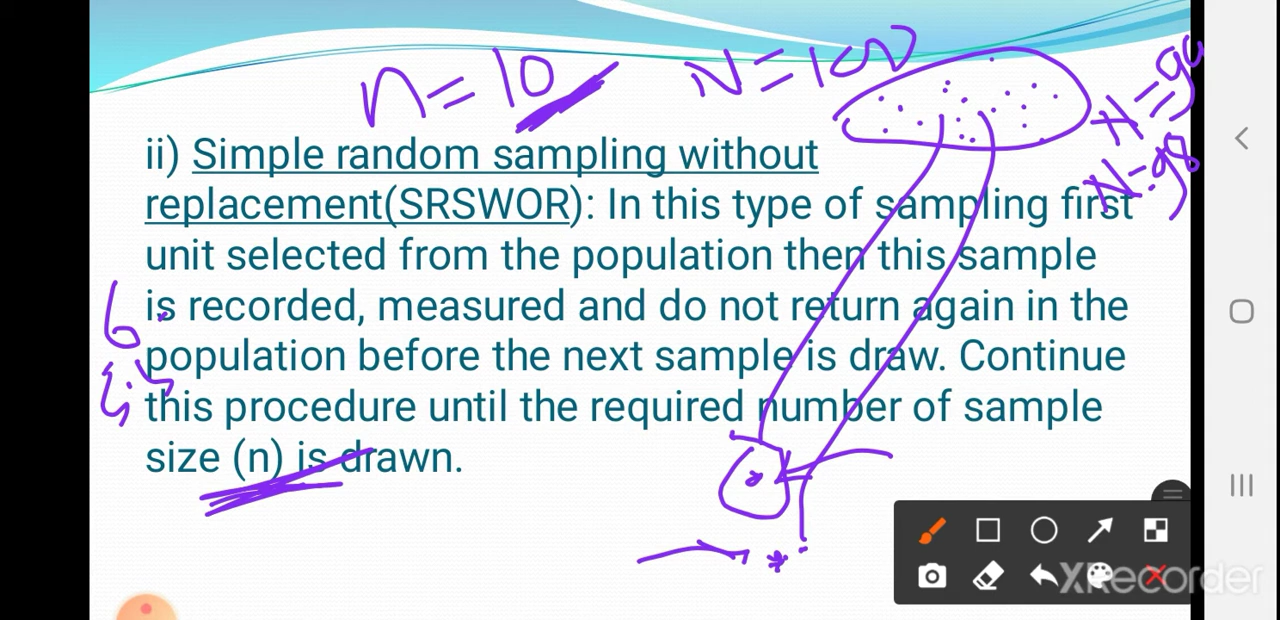 n=10 N=100
N=99
N=98
ii) Simple random sampling without
replacement(SRSWOR): In this type of sampling first
unit selected from the population then this sample
is recorded, measured and do not return again in the
population before the next sample is draw. Continue
this procedure until the required number of sample
size (n) is drawn.
XRecorder